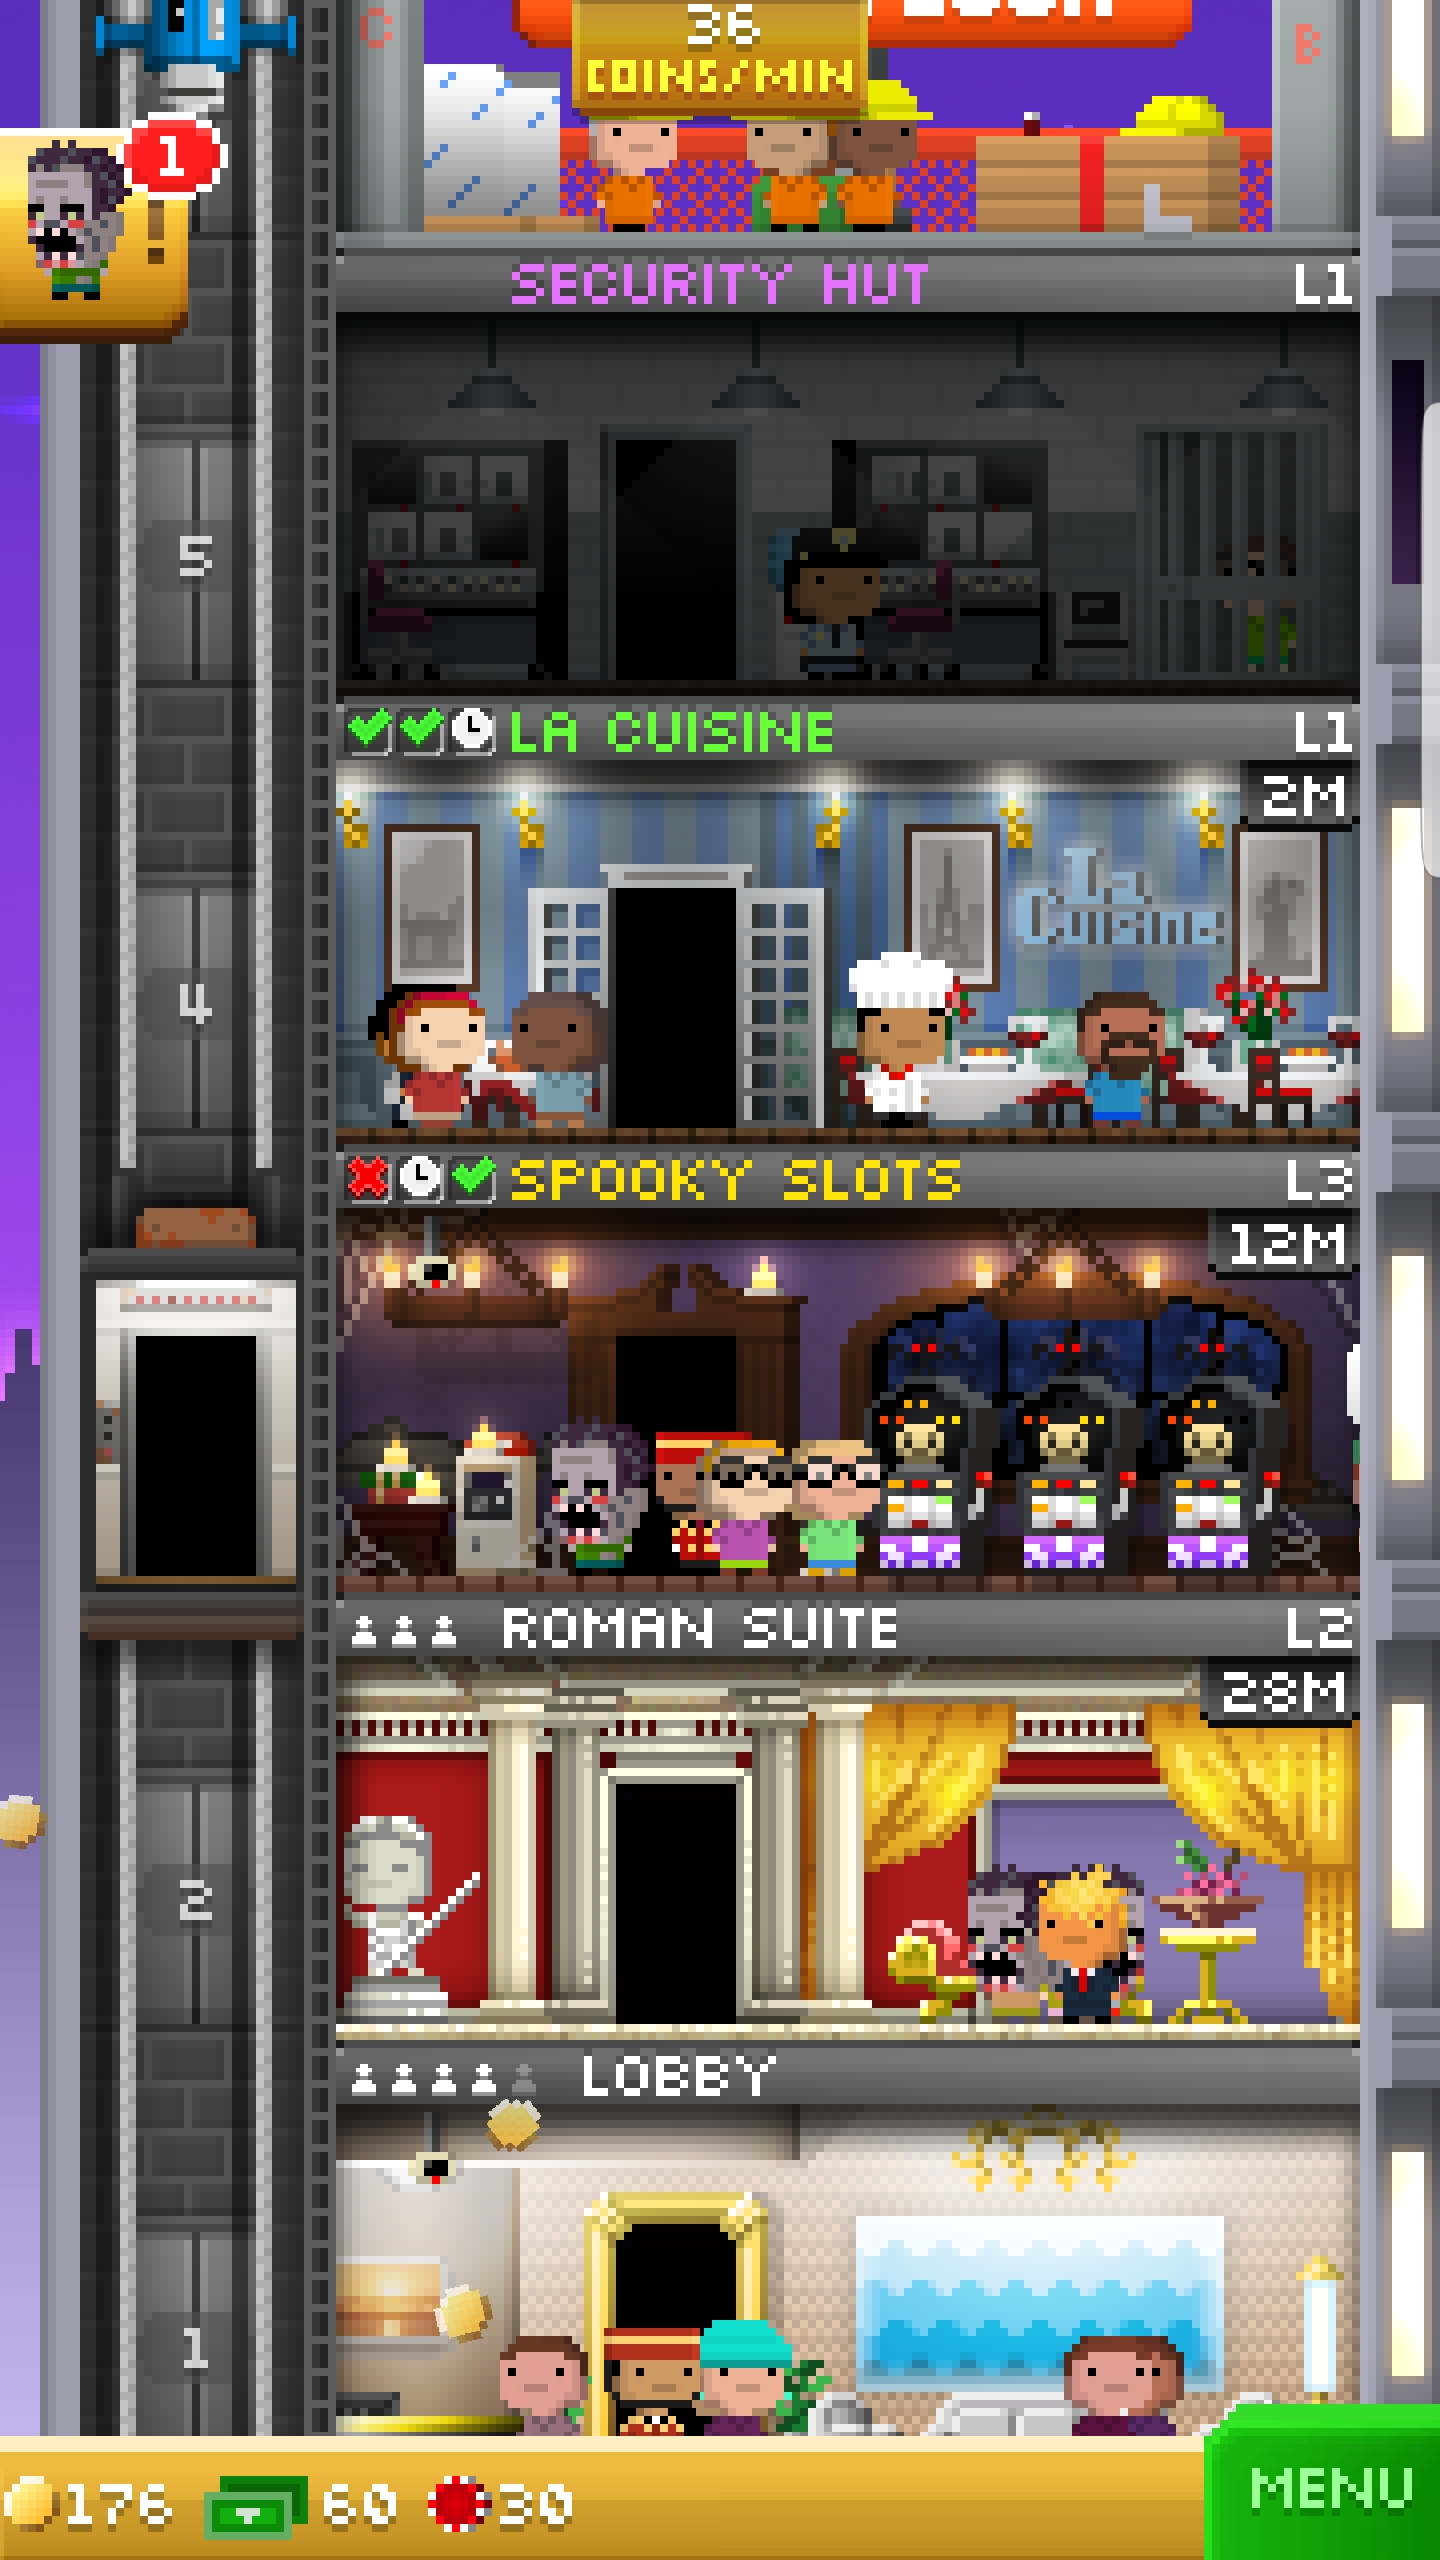 36
COINS/MIN
C
B
1
!
SECURITY HUT
L1
5
LA CUISINE
L1
2M
La
Cuisine
4
SPOOKY SLOTS
L3
12M
ROMAN SUITE
L2
28M
2
LOBBY
1
176
60
30
MENU